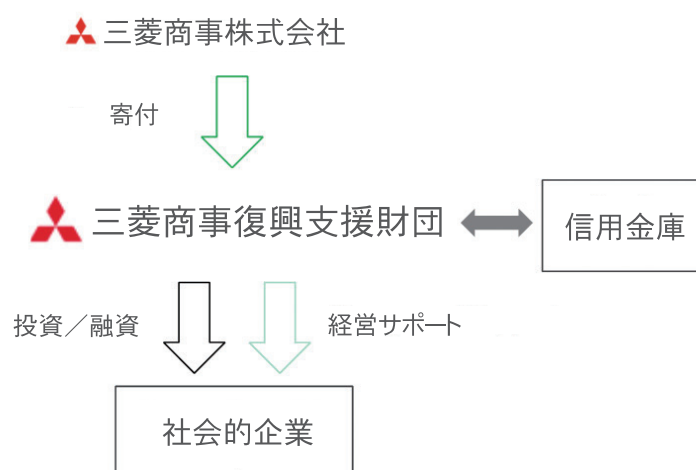 三菱商事株式会社
寄付
三菱商事復興支援財団
信用金庫
投資／融資
経営サポート
社会的企業